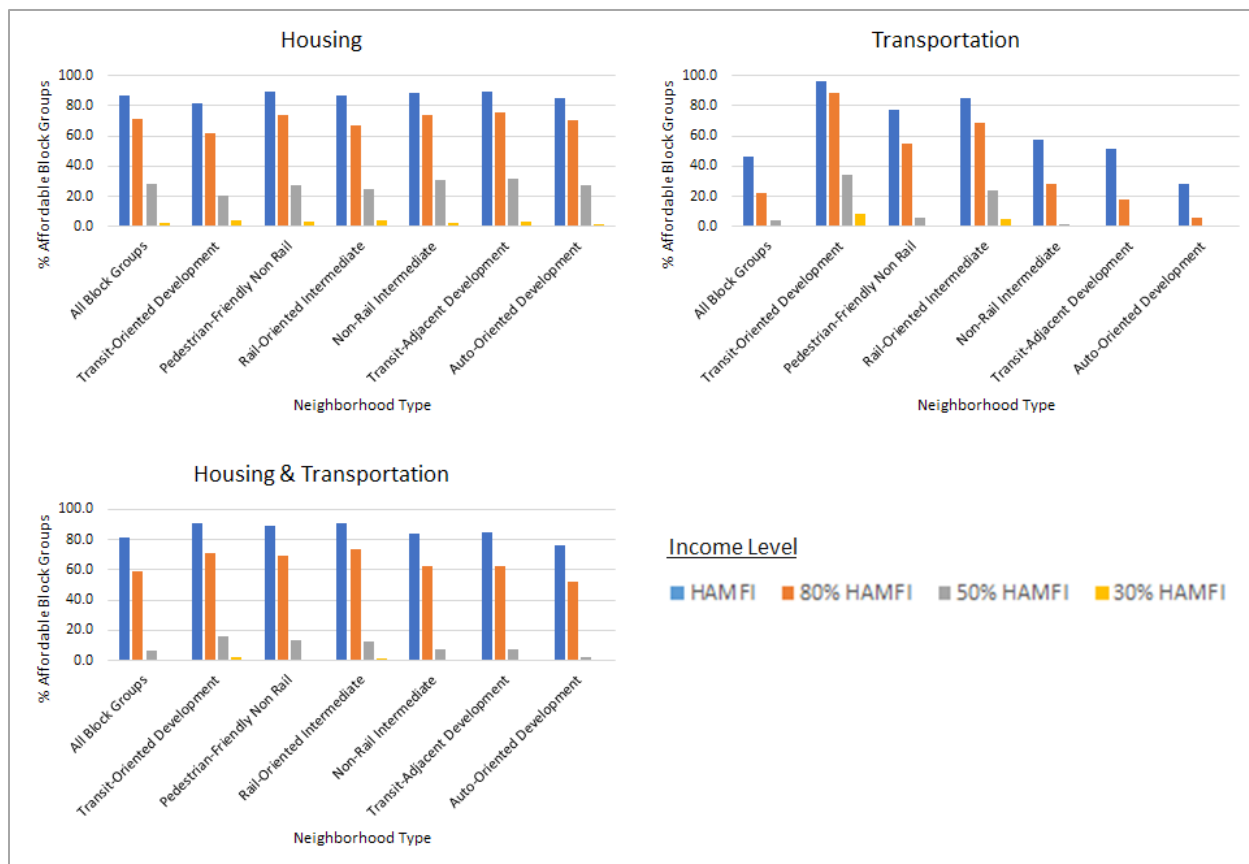 Housing
% Affordable Block Groups
100.0
80.0
60.0
40.0
20.0
0.0
All Block Groups
Transit-Oriented Development
Pedestrian-Friendly Non Rail
Rail-Oriented Intermediate
Non-Rail Intermediate
Transit-Adjacent Development
Auto-Oriented Development
Neighborhood Type
Transportation
% Affordable Block Groups
100.0
80.0
60.0
40.0
20.0
0.0
All Block Groups
Transit-Oriented Development
Pedestrian-Friendly Non Rail
Rail-Oriented Intermediate
Non-Rail Intermediate
Transit-Adjacent Development
Auto-Oriented Development
Neighborhood Type
Housing & Transportation
% Affordable Block Groups
100.0
80.0
60.0
40.0
20.0
0.0
All Block Groups
Transit-Oriented Development
Pedestrian-Friendly Non Rail
Rail-Oriented Intermediate
Non-Rail Intermediate
Transit-Adjacent Development
Auto-Oriented Development
Neighborhood Type
Income Level
HAMFI 80% HAMFI 50% HAMFI 30% HAMFI